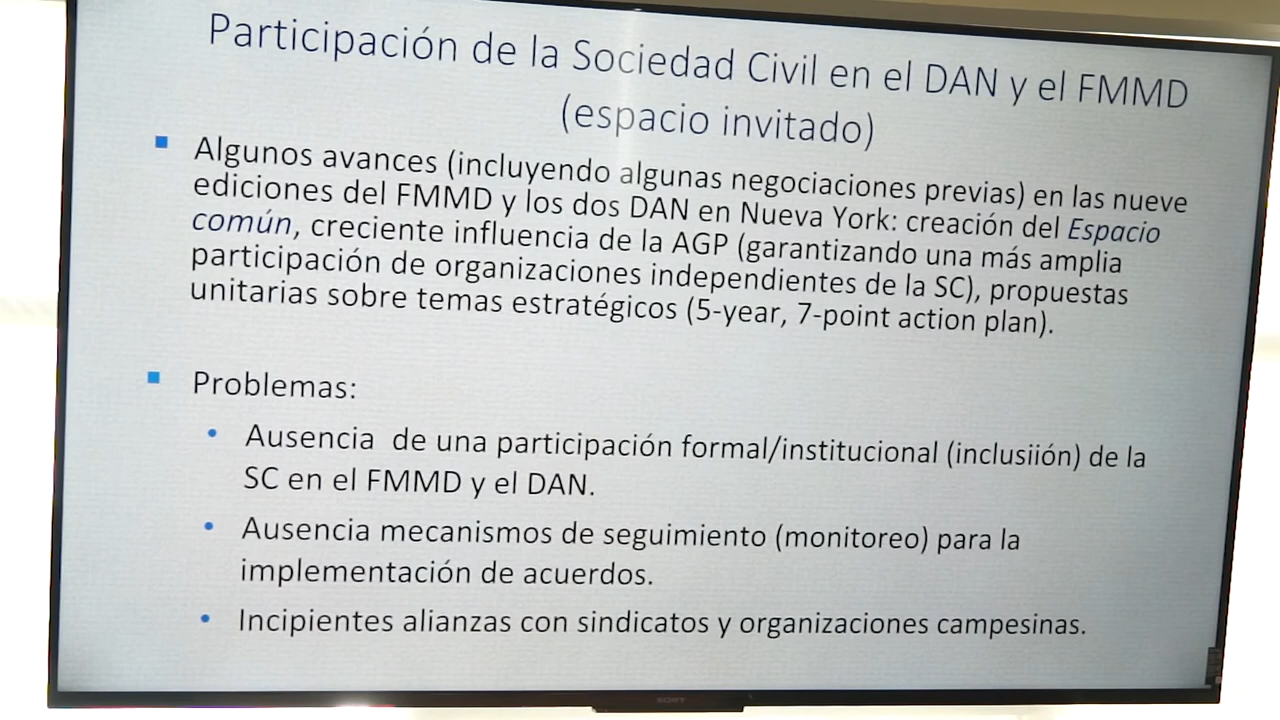 Participación de la Sociedad Civil en el DAN y el FMMD
(espacio invitado)
Algunos avances (incluyendo algunas negociaciones previas) en las nueve
ediciones del FMMD y los dos DAN en Nueva York: creación del Espacio
común, creciente influencia de la AGP (garantizando una más amplia
participación de organizaciones independientes de la SC), propuestas
unitarias sobre temas estratégicos (5-year, 7-point action plan).
Problemas:
Ausencia de una participación formal/institucional (inclusiión) de la
SC en el FMMD y el DAN.
Ausencia mecanismos de seguimiento (monitoreo) para la
implementación de acuerdos.
Incipientes alianzas con sindicatos y organizaciones campesinas.
SONY